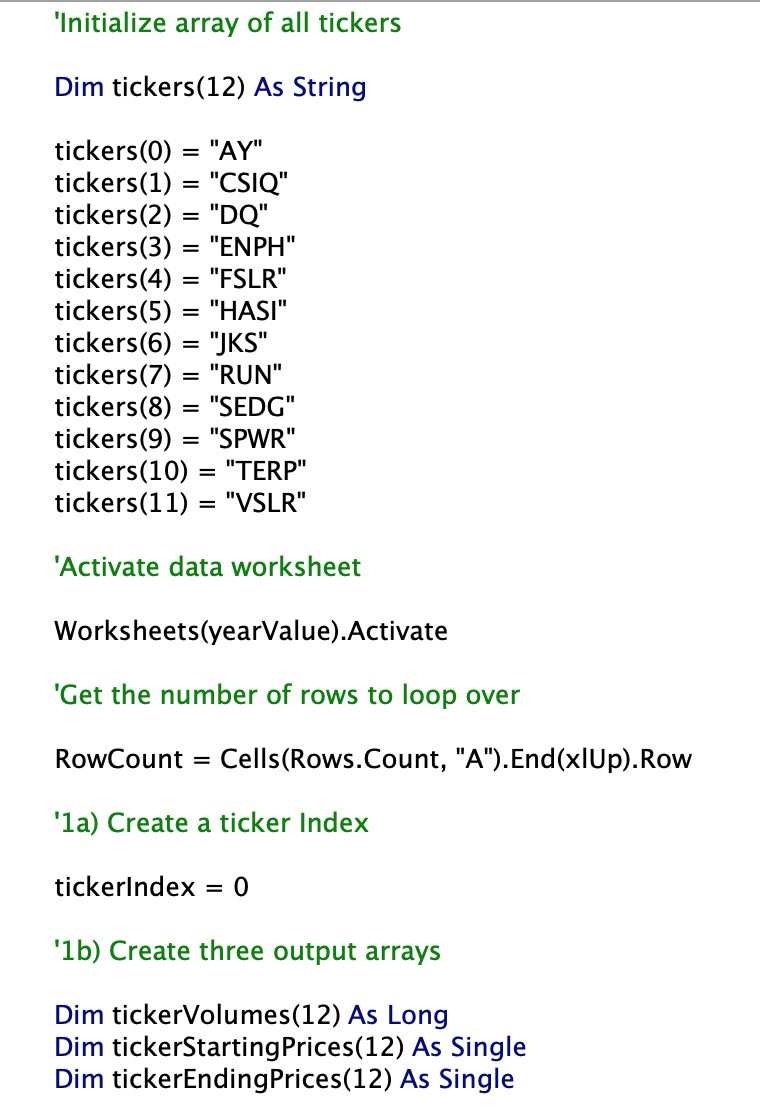 'Initialize array of all tickers
Dim tickers(12) As String
tickers(0) = "AY"
tickers(1) = "CSIQ"
tickers(2) = "DQ"
tickers(3) = "ENPH"
tickers(4) = "FSLR"
tickers(5) = "HASI"
tickers(6) = "JKS"
tickers(7) = "RUN"
tickers(8) = "SEDG"
tickers(9) = "SPWR"
tickers(10) = "TERP"
tickers(11) = "VSLR"
'Activate data worksheet
Worksheets(yearValue).Activate
'Get the number of rows to loop over
RowCount = Cells(Rows.Count, "A").End(xlUp).Row
'1a) Create a ticker Index
tickerIndex = 0
'1b) Create three output arrays
Dim tickerVolumes(12) As Long
Dim tickerStartingPrices(12) As Single
Dim tickerEndingPrices(12) As Single